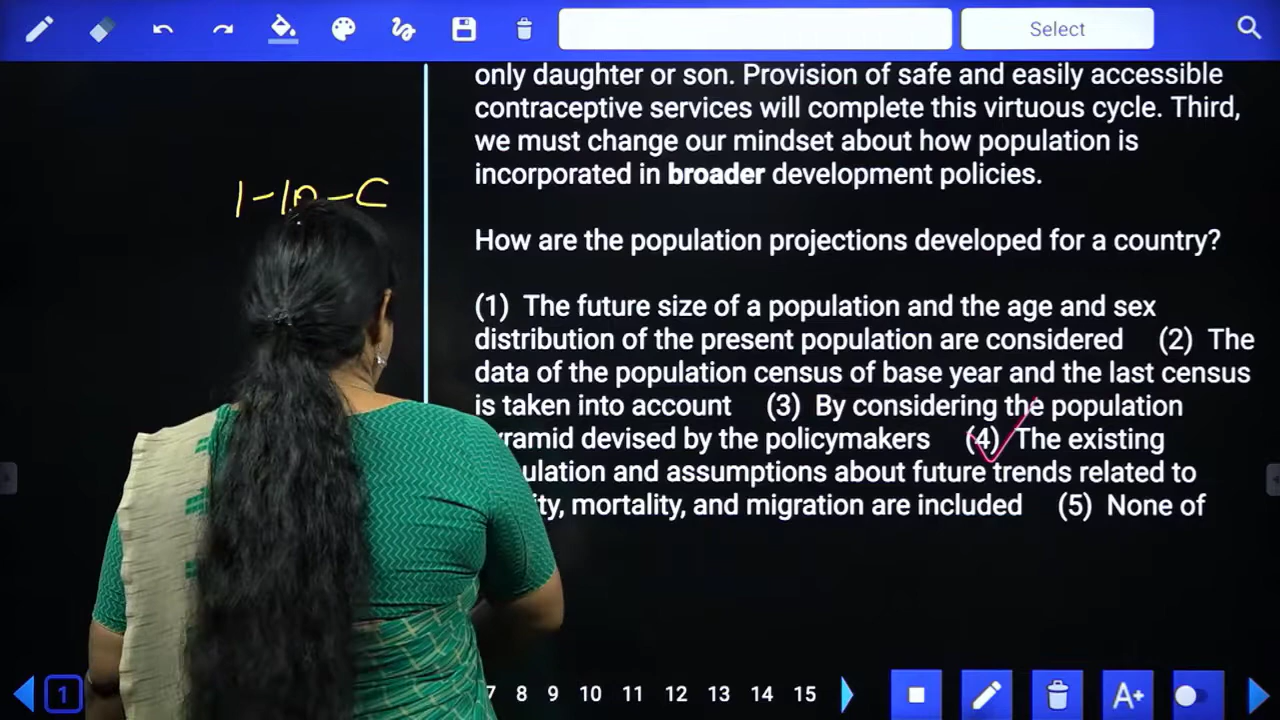 Select
only daughter or son. Provision of safe and easily accessible
contraceptive services will complete this virtuous cycle. Third,
we must change our mindset about how population is
incorporated in broader development policies.
1-10-C
How are the population projections developed for a country?
(1) The future size of a population and the age and sex
distribution of the present population are considered (2) The
data of the population census of base year and the last census
is taken into account (3) By considering the population
devised by the policymakers (4) The existing
and assumptions about future trends related to
mortality, and migration are included (5) None of
1 7 8 9 10 11 12 13 14 15
A+